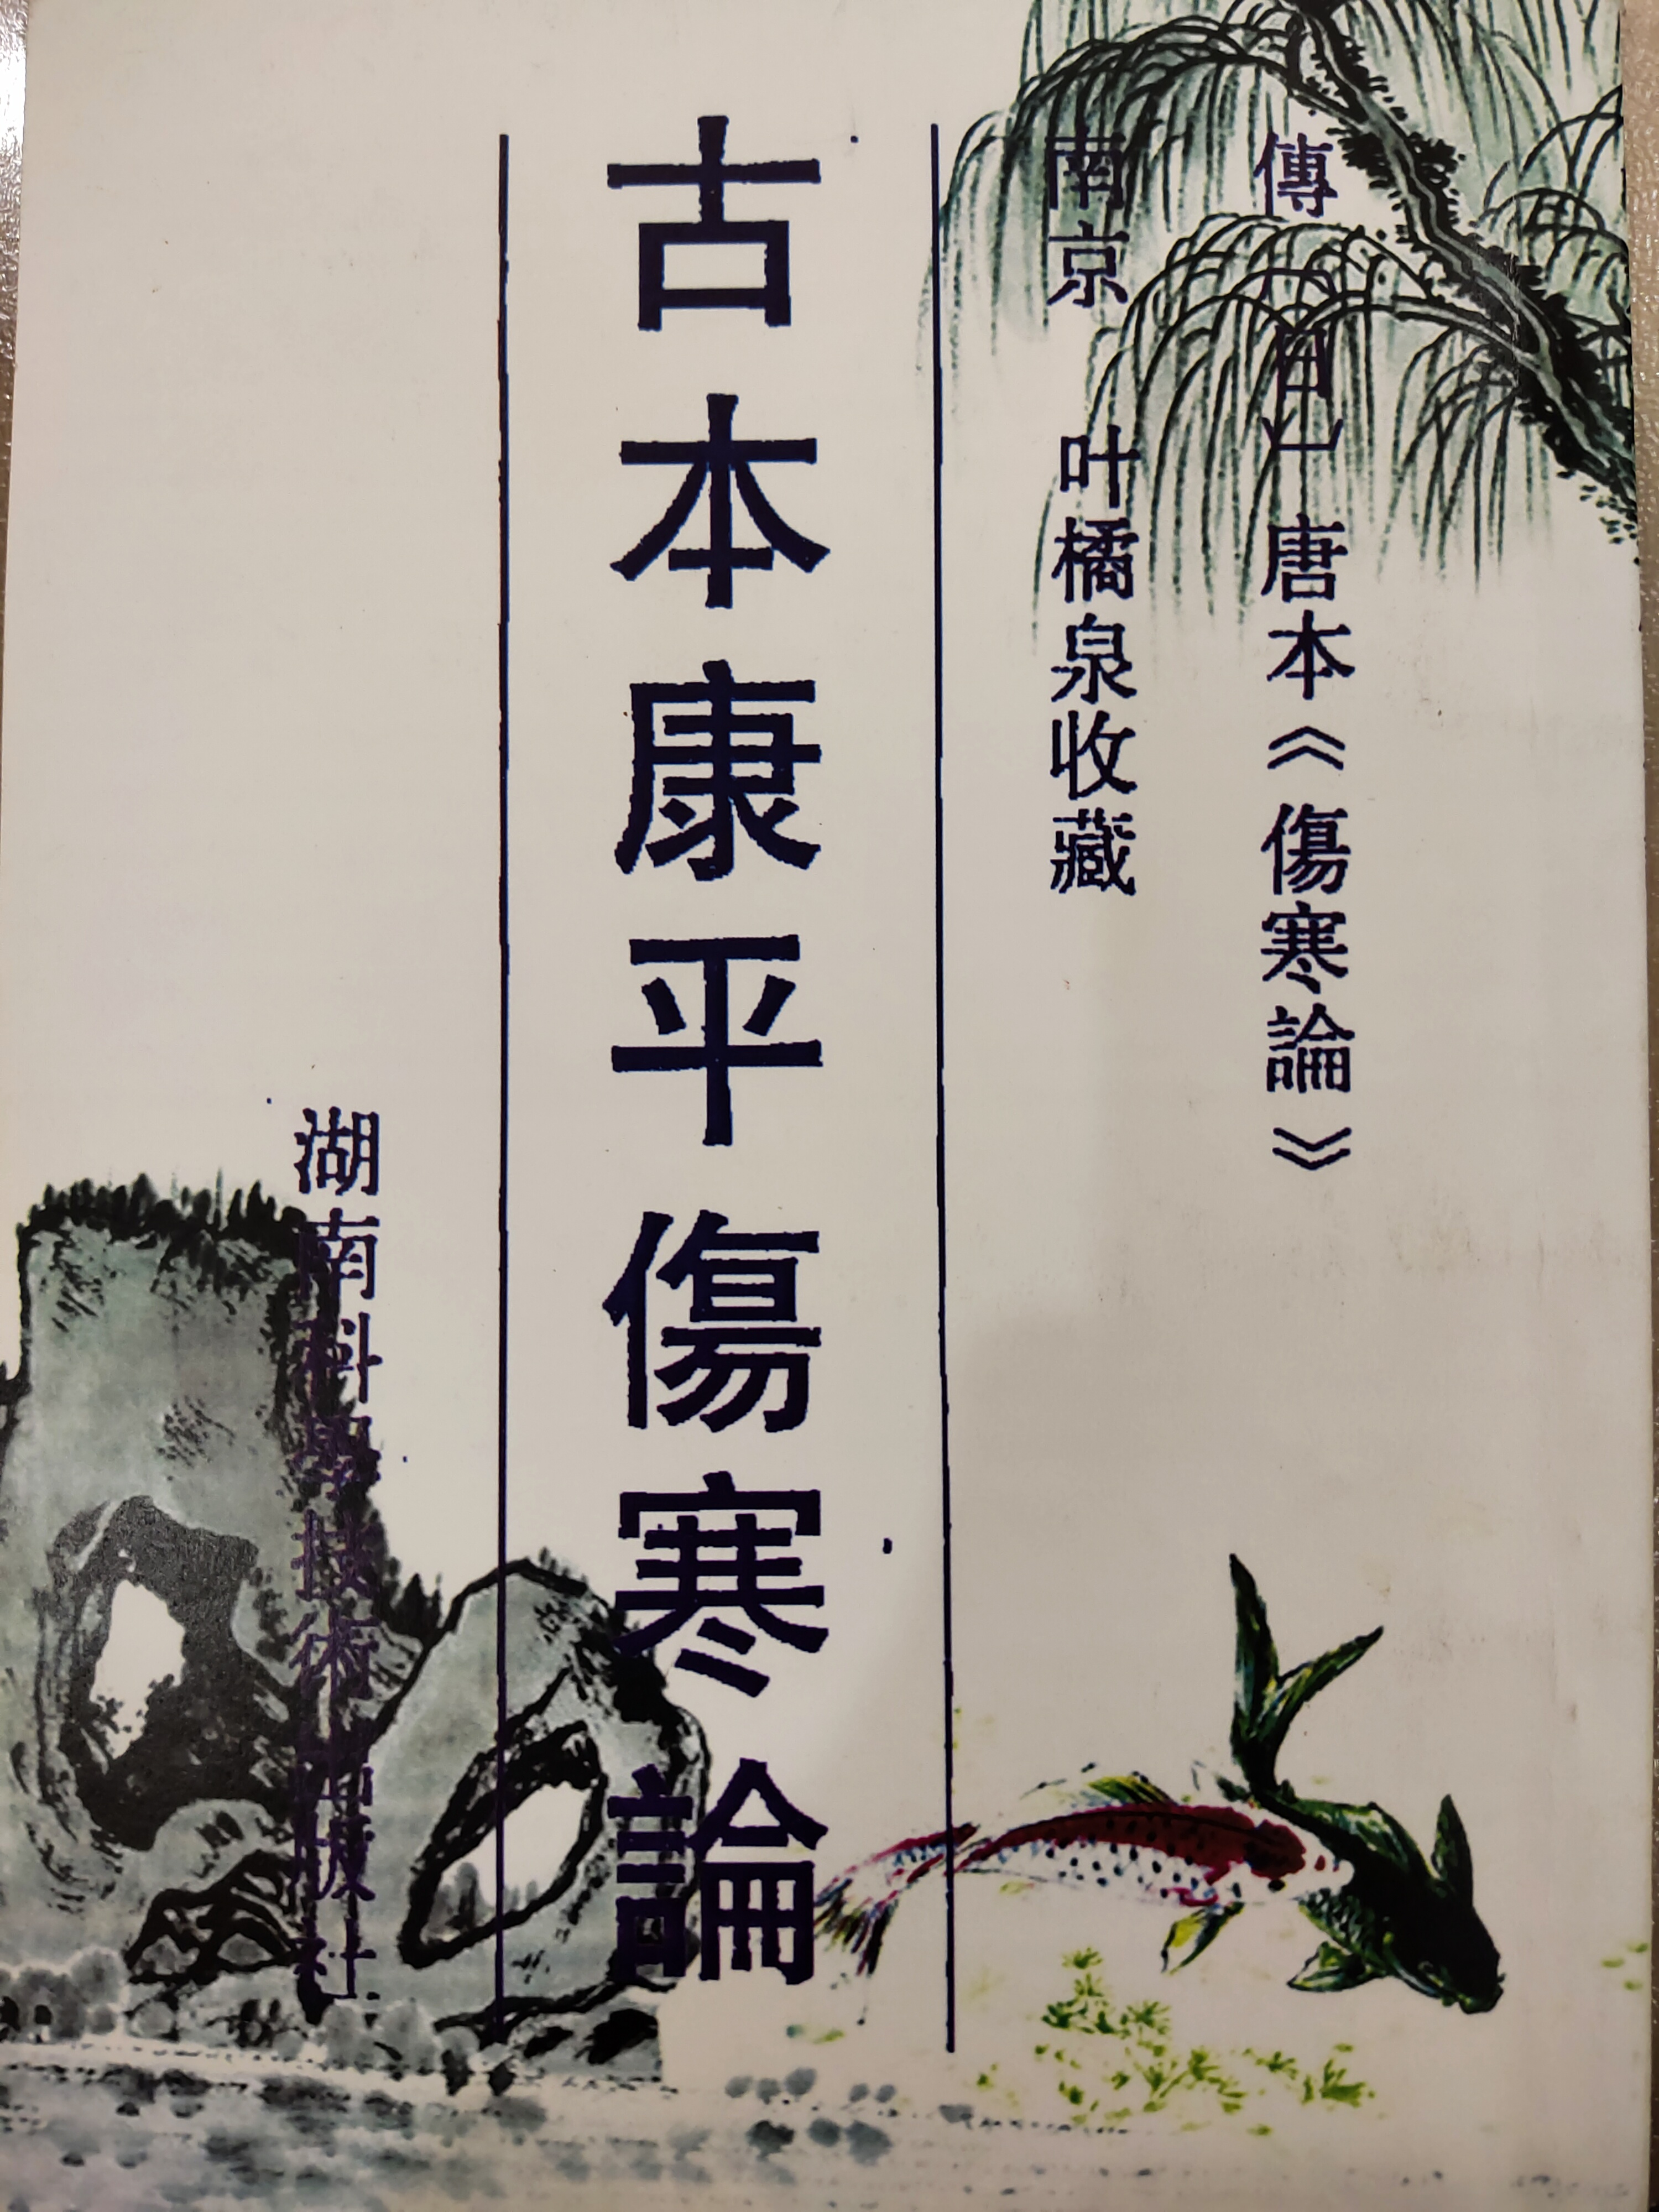 傳 日 唐本《傷寒論》
南京 叶橘泉收藏
古本康平傷寒論
湖南科學技術出版社